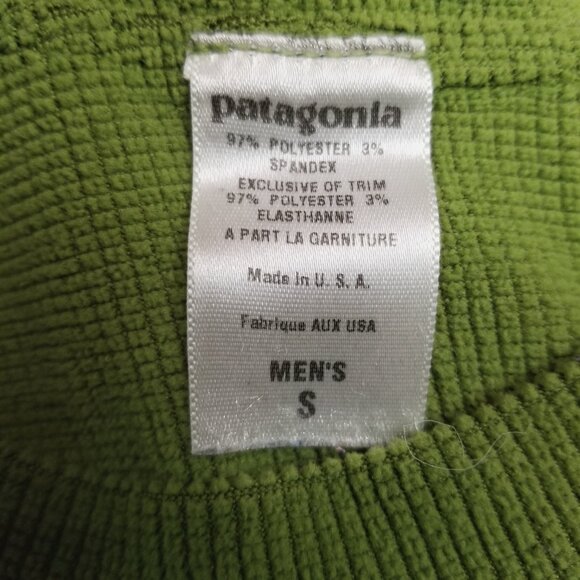 patagonia
97% POLYESTER 3%
SPANDEX
EXCLUSIVE OF TRIM
97% POLYESTER 3%
ELASTHANNE
A PART LA GARNITURE
Made in U. S. A.
Fabrique AUX USA
MEN'S
S